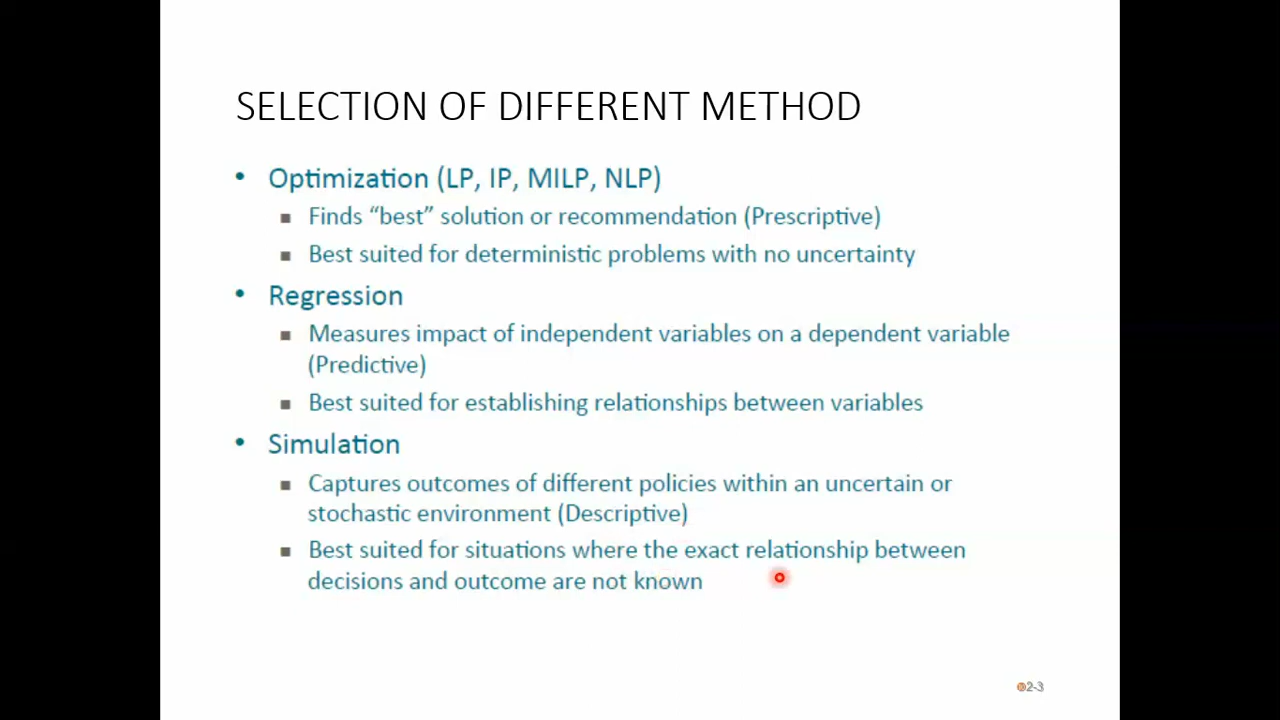 SELECTION OF DIFFERENT METHOD
• Optimization (LP, IP, MILP, NLP)
▪ Finds “best” solution or recommendation (Prescriptive)
▪ Best suited for deterministic problems with no uncertainty
• Regression
▪ Measures impact of independent variables on a dependent variable
(Predictive)
▪ Best suited for establishing relationships between variables
• Simulation
▪ Captures outcomes of different policies within an uncertain or
stochastic environment (Descriptive)
▪ Best suited for situations where the exact relationship between
decisions and outcome are not known
2-3